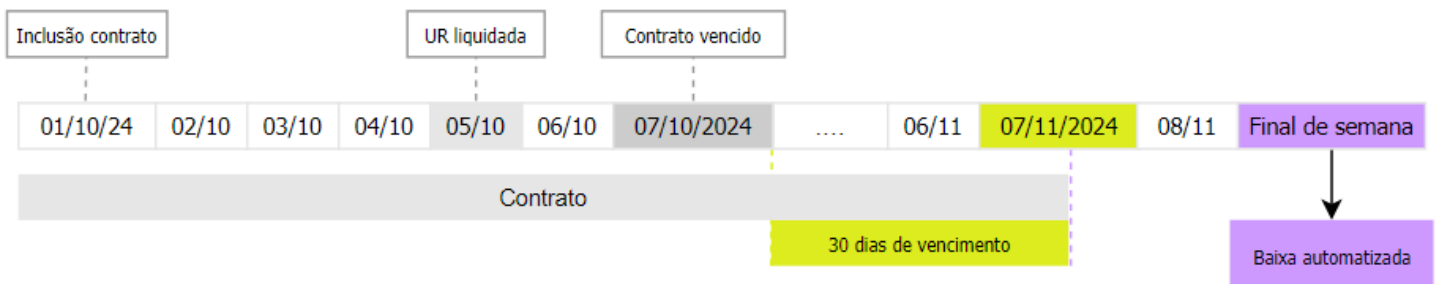 Inclusão contrato
UR liquidada
Contrato vencido
01/10/24
02/10
03/10
04/10
05/10
06/10
07/10/2024
....
06/11
07/11/2024
08/11
Final de semana
Contrato
30 dias de vencimento
Baixa automatizada